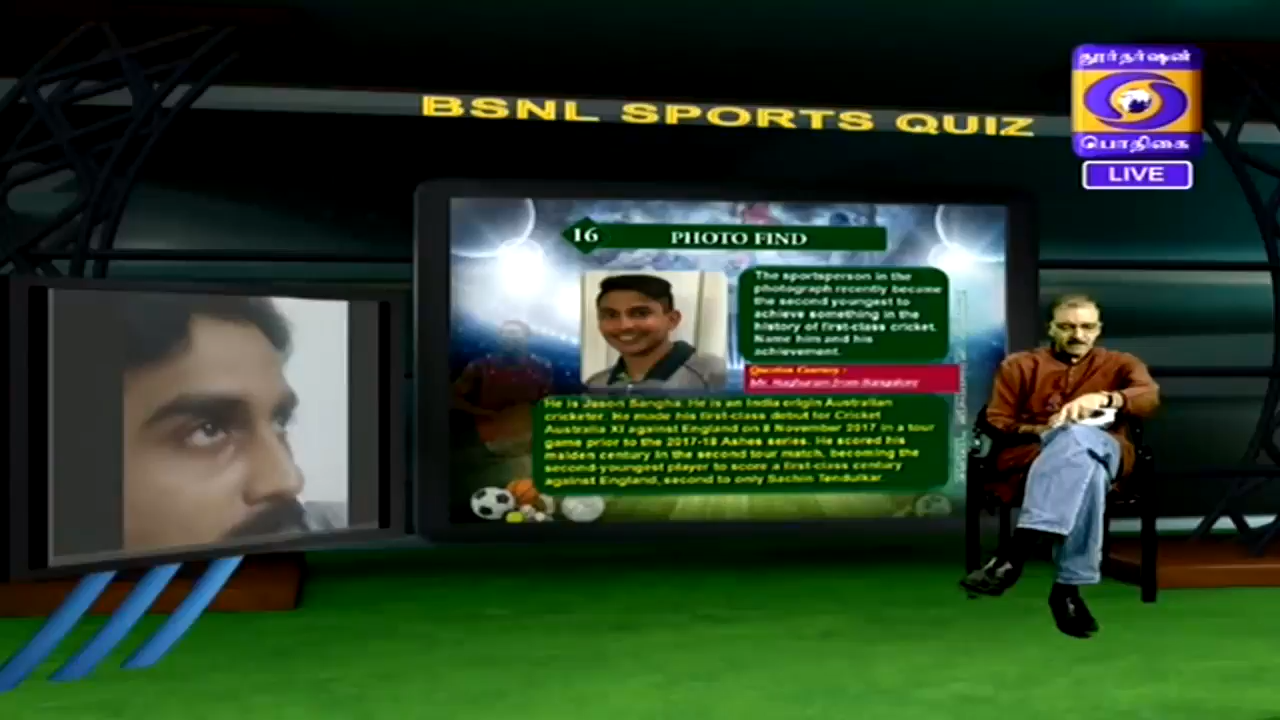 தூர்தர்ஷன்
பொதிகை
LIVE
BSNL SPORTS QUIZ
16
PHOTO FIND
The sportsperson in the
photograph recently became
the second youngest to
achieve something in the
history of first-class cricket.
Name him and his
achievement.
Question Courtesy :
Mr. Raghuram from Bangalore
He is Jason Sangha. He is an India origin Australian
cricketer. He made his first-class debut for Cricket
Australia XI against England on 8 November 2017 in a tour
game prior to the 2017-18 Ashes series. He scored his
maiden century in the second tour match, becoming the
second-youngest player to score a first-class century
against England, second to only Sachin Tendulkar